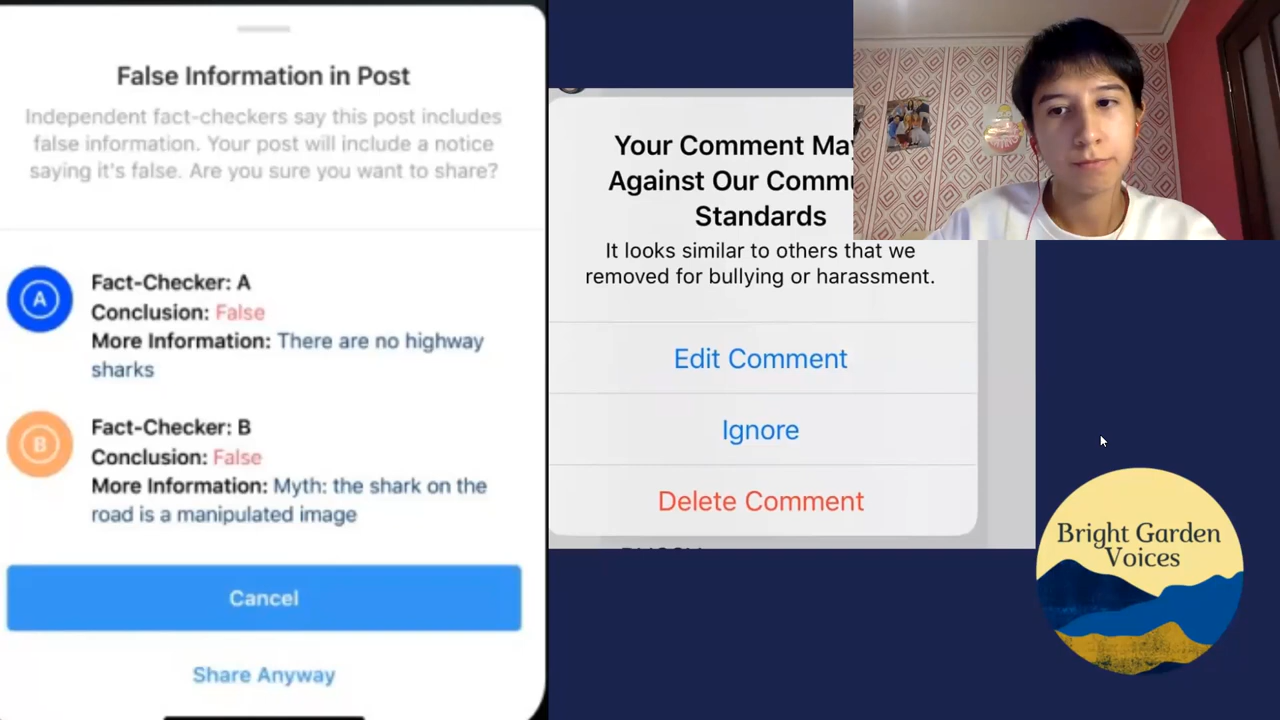 False Information in Post
Independent fact-checkers say this post includes
false information. Your post will include a notice
saying it's false. Are you sure you want to share?
A
Fact-Checker: A
Conclusion: False
More Information: There are no highway
sharks
B
Fact-Checker: B
Conclusion: False
More Information: Myth: the shark on the
road is a manipulated image
Cancel
Share Anyway
Your Comment May
Against Our Commu
Standards
It looks similar to others that we
removed for bullying or harassment.
Edit Comment
Ignore
Delete Comment
Bright Garden
Voices